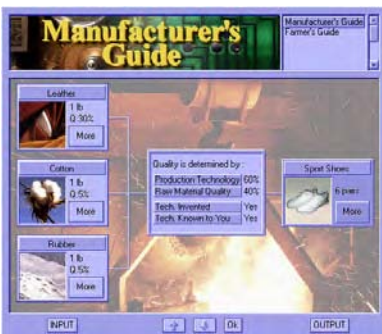 Manufacturer's
Guide
Manufacturer's Guide
Farmer's Guide
Leather
1 lb
Q 30%
More
Cotton
1 lb
Q 5%
More
Rubber
1 lb
Q 5%
More
Quality is determined by :
Production Technology 60%
Raw Material Quality 40%
Tech. Invented Yes
Tech. Known to You Yes
Sport Shoes
6 pairs
More
INPUT
Ok
OUTPUT